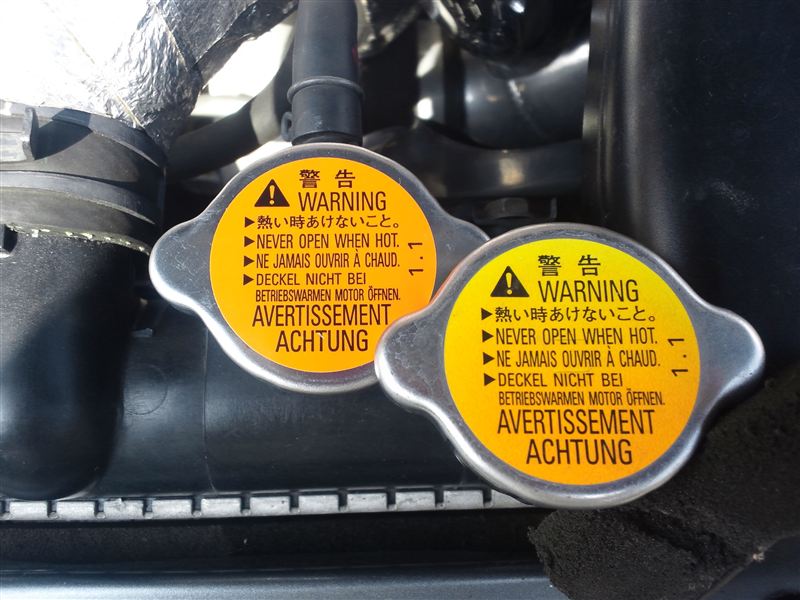 警告
WARNING
▶熱い時あけないこと。
▶NEVER OPEN WHEN HOT.
▶NE JAMAIS OUVRIR À CHAUD.
▶DECKEL NICHT BEI
BETRIEBSWARMEN MOTOR ÖFFNEN.
AVERTISSEMENT
ACHTUNG
1.1
警告
WARNING
▶熱い時あけないこと。
▶NEVER OPEN WHEN HOT.
▶NE JAMAIS OUVRIR À CHAUD.
▶DECKEL NICHT BEI
BETRIEBSWARMEN MOTOR ÖFFNEN.
AVERTISSEMENT
ACHTUNG
1.1